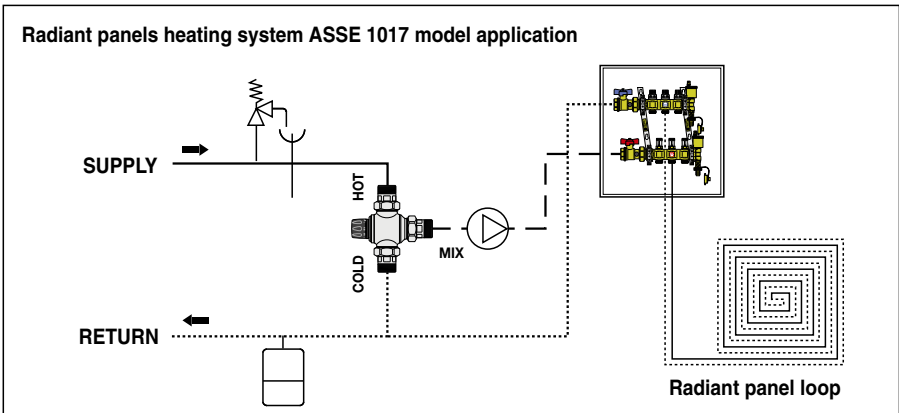 Radiant panels heating system ASSE 1017 model application
SUPPLY
HOT
MIX
COLD
RETURN
Radiant panel loop